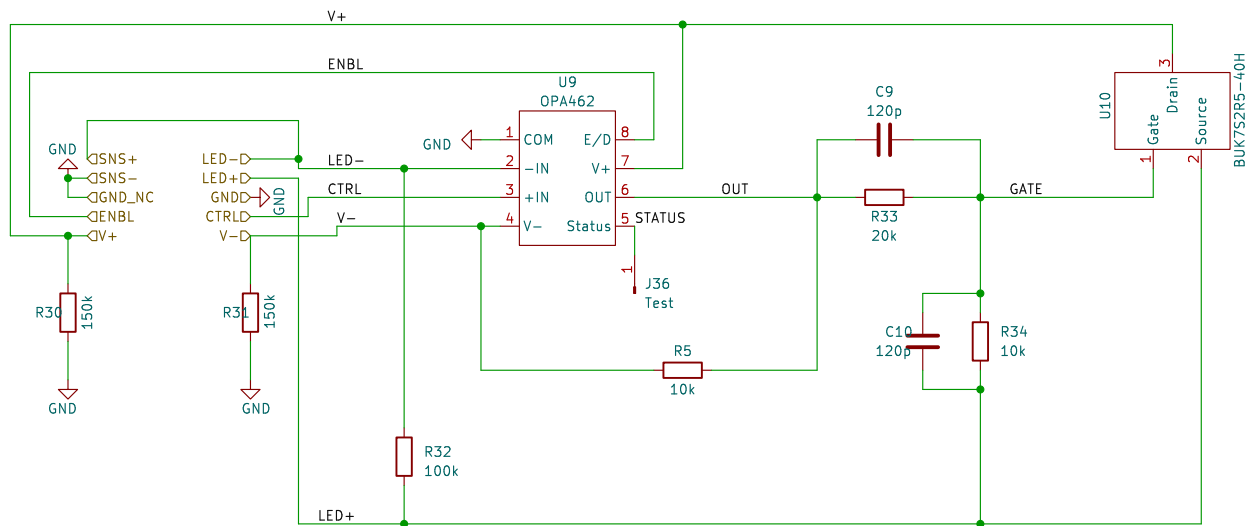 V+
ENBL
U9
OPA462
C9
120p
U10
3
Drain
Gate
Source
1
2
BUK7S2R5-40H
GND
SNS+
SNS-
GND_NC
ENBL
V+
LED-
LED+
GND
CTRL
V-
GND
LED-
CTRL
V-
GND
1
COM
2
-IN
3
+IN
4
V-
E/D
8
V+
7
OUT
6
Status
5
STATUS
OUT
GATE
R33
20k
1
J36
Test
R30
150k
R31
150k
C10
120p
R34
10k
R5
10k
GND
GND
R32
100k
LED+